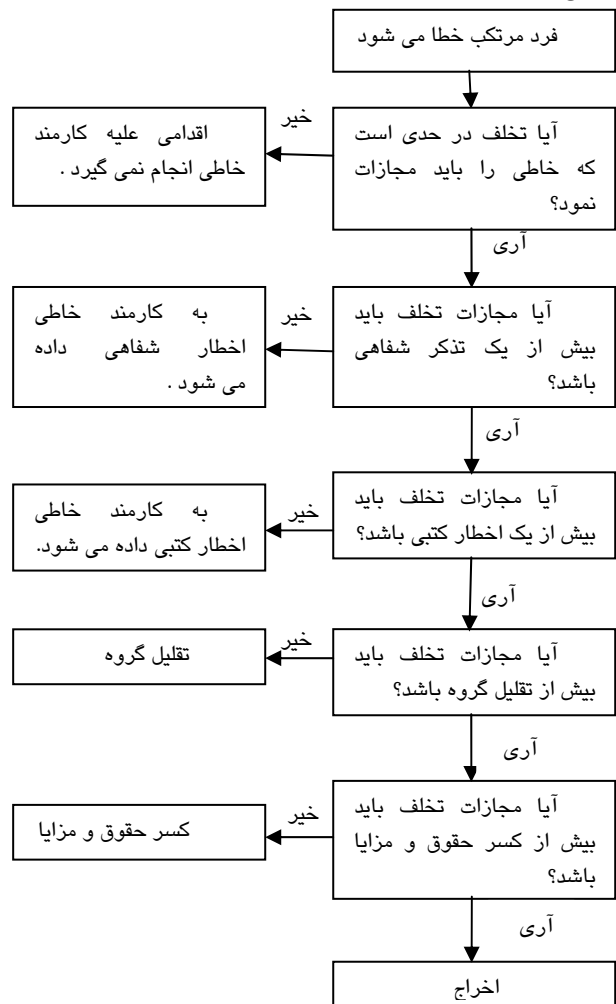 فرد مرتکب خطا می شود
آیا تخلف در حدی است
که خاطی را باید مجازات
نمود؟
خیر
اقدامی علیه کارمند
خاطی انجام نمی گیرد .
آری
آیا مجازات تخلف باید
بیش از یک تذکر شفاهی
باشد؟
خیر
به کارمند خاطی
اخطار شفاهی داده
می شود .
آری
آیا مجازات تخلف باید
بیش از یک اخطار کتبی باشد؟
خیر
به کارمند خاطی
اخطار کتبی داده می شود.
آری
آیا مجازات تخلف باید
بیش از تقلیل گروه باشد؟
خیر
تقلیل گروه
آری
آیا مجازات تخلف باید
بیش از کسر حقوق و مزایا
باشد؟
خیر
کسر حقوق و مزایا
آری
اخراج